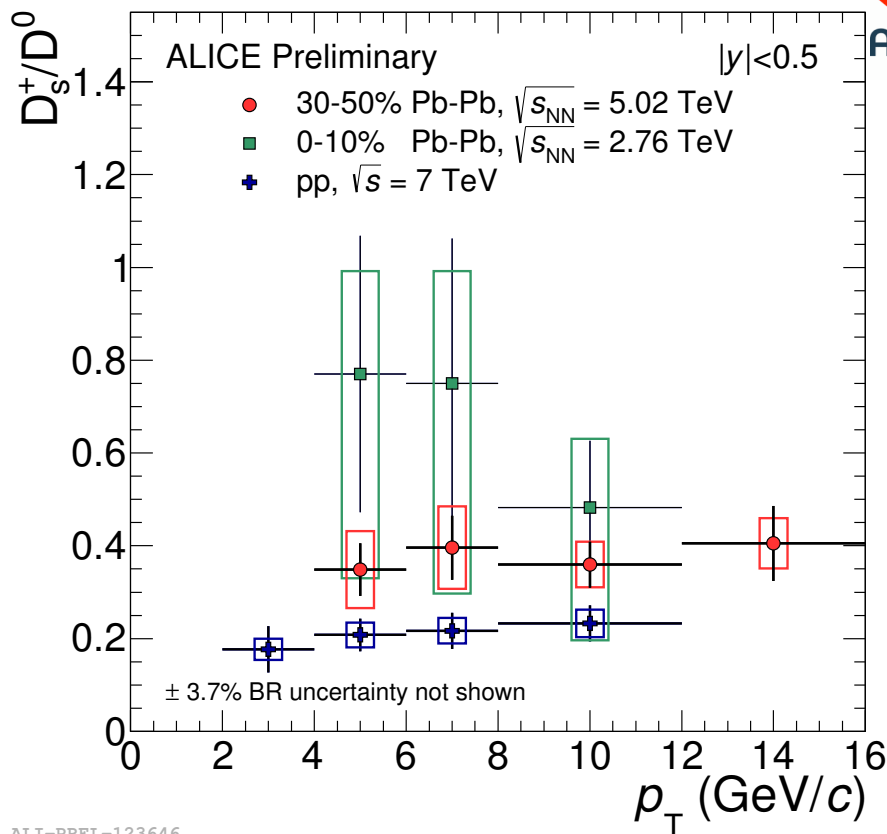 D_s^+/D^0
ALICE Preliminary |y|<0.5
30-50% Pb-Pb, √s_NN = 5.02 TeV
0-10% Pb-Pb, √s_NN = 2.76 TeV
pp, √s = 7 TeV
1.4
1.2
1
0.8
0.6
0.4
0.2
0
± 3.7% BR uncertainty not shown
0 2 4 6 8 10 12 14 16
p_T (GeV/c)